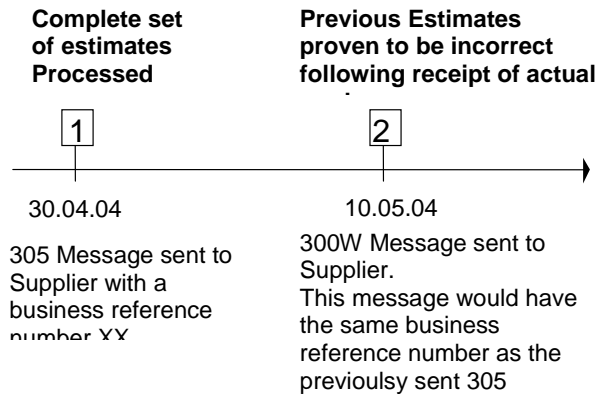 Complete set
of estimates
Processed
Previous Estimates
proven to be incorrect
following receipt of actual
1
2
30.04.04
10.05.04
305 Message sent to
Supplier with a
business reference
number XX
300W Message sent to
Supplier.
This message would have
the same business
reference number as the
previoulsy sent 305